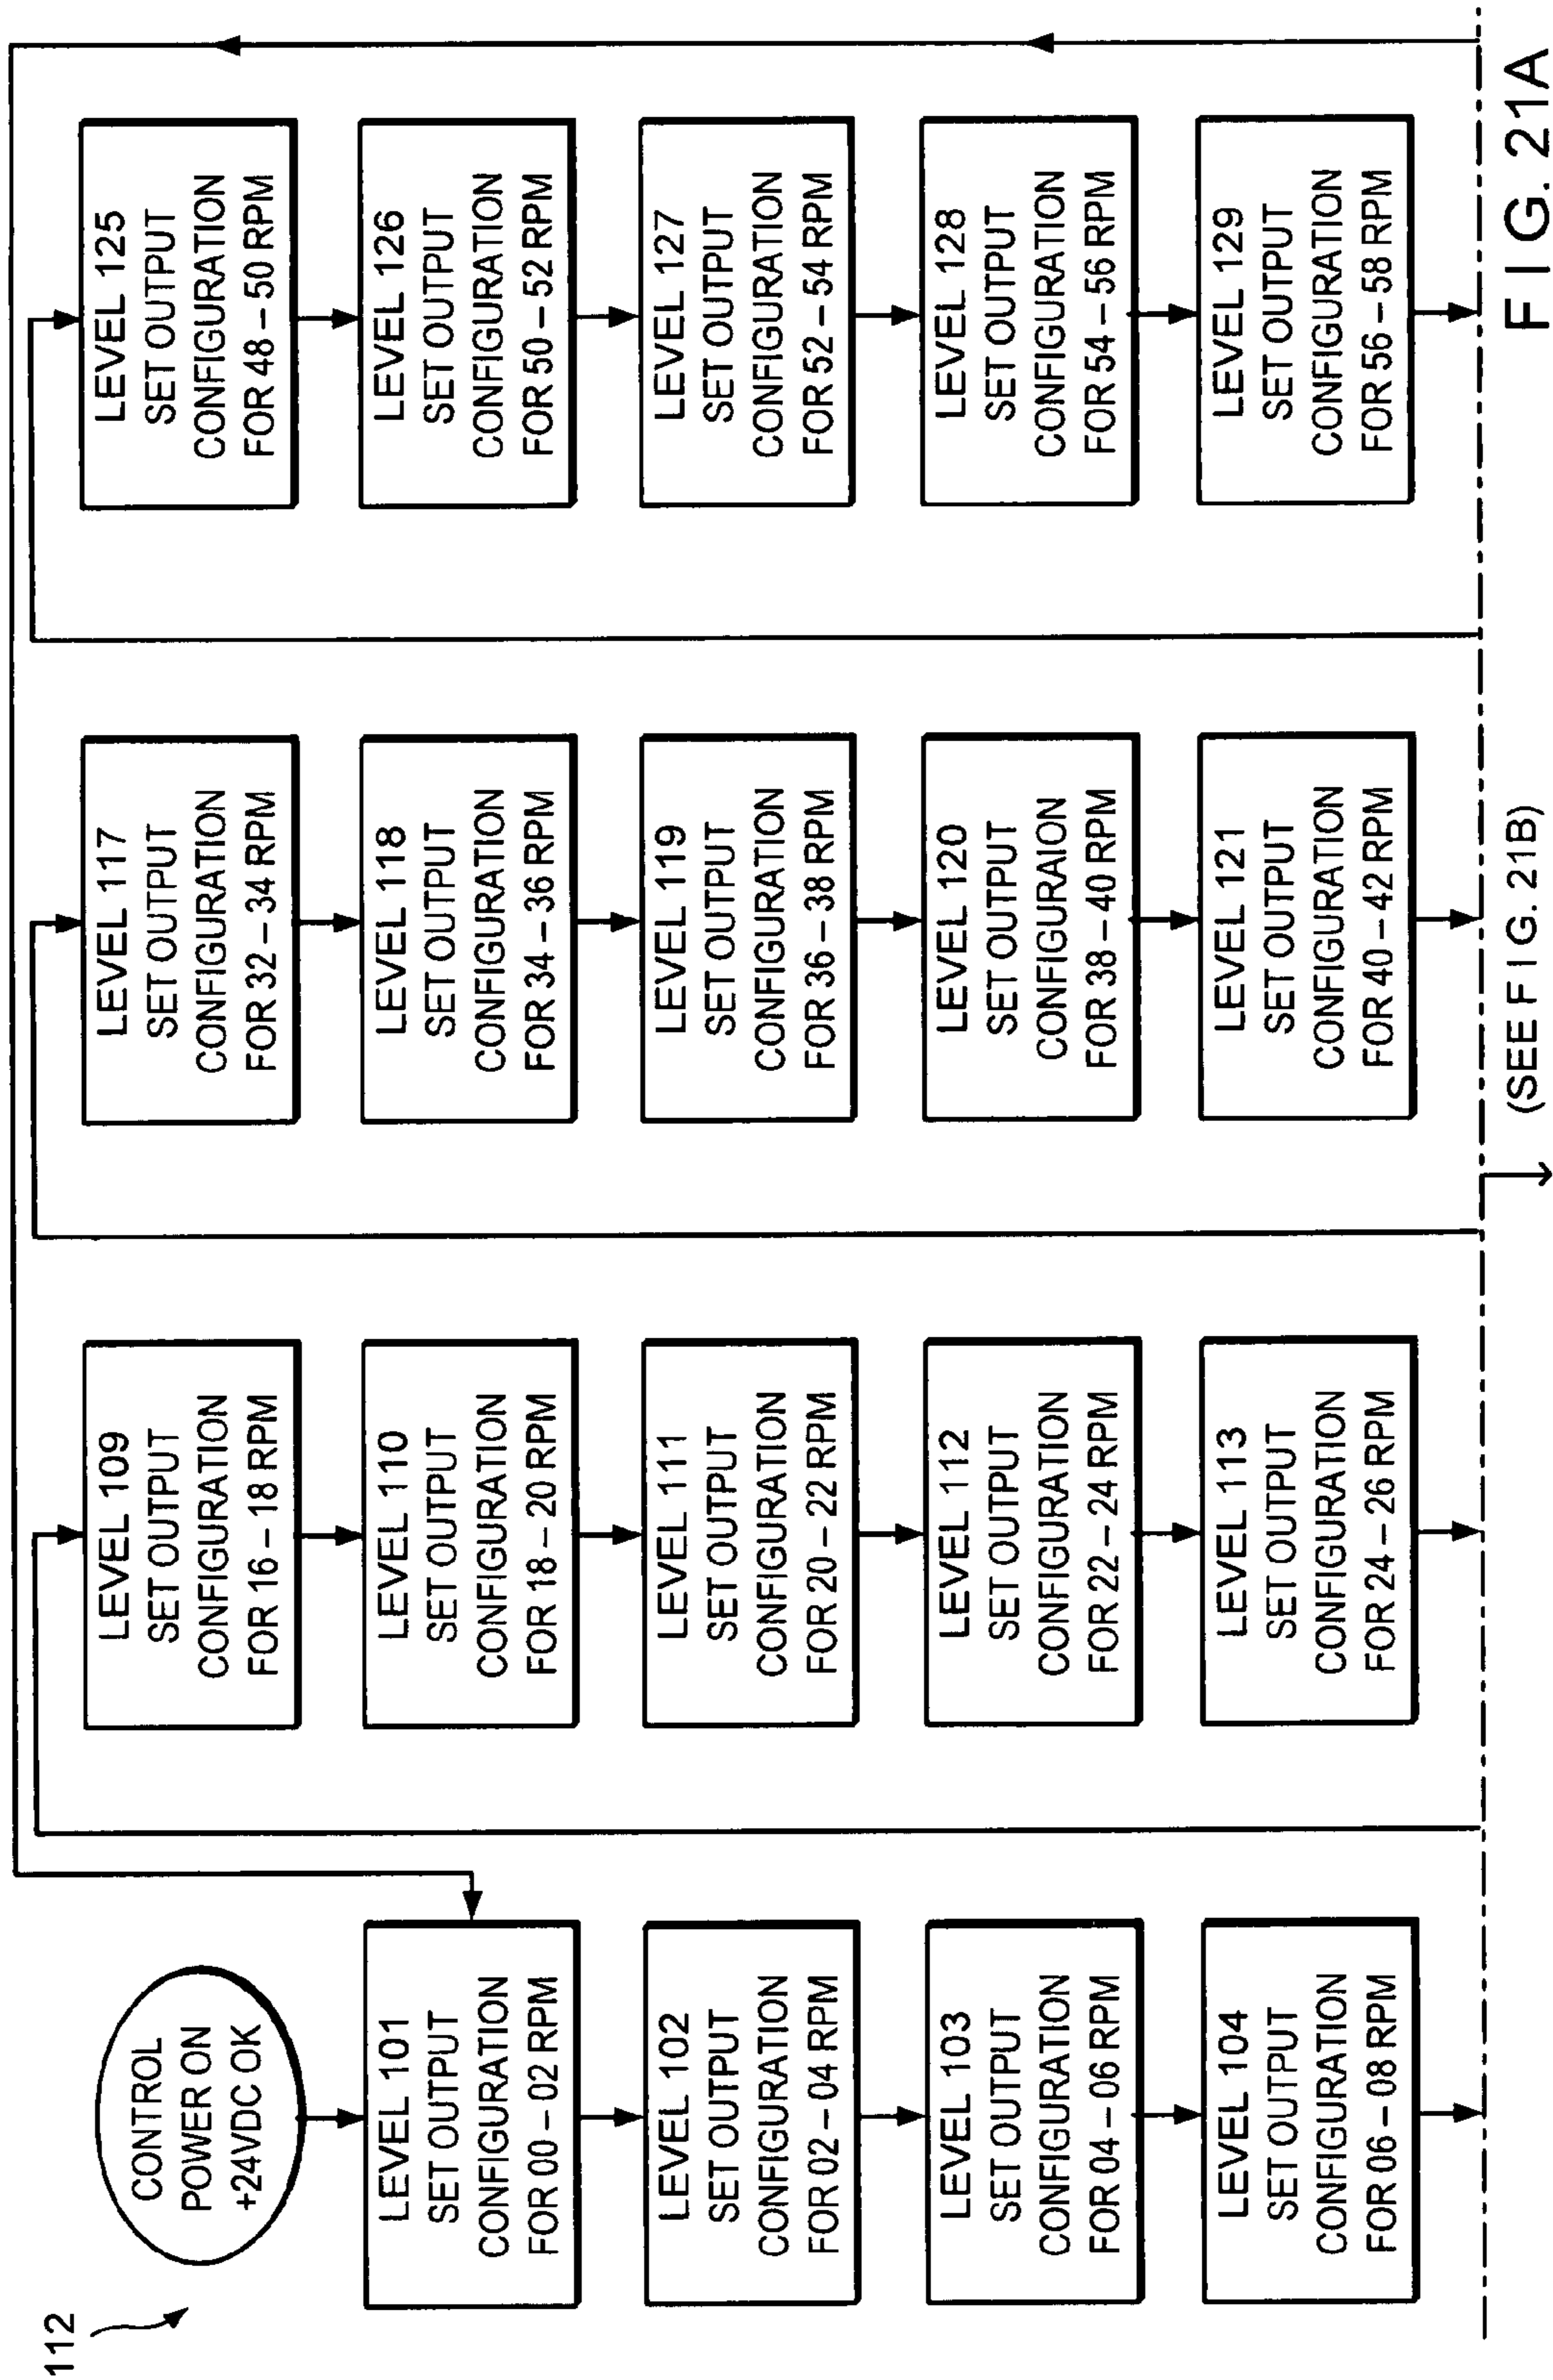 112
CONTROL
POWER ON
+24VDC OK
LEVEL 101
SET OUTPUT
CONFIGURATION
FOR 00 – 02 RPM
LEVEL 102
SET OUTPUT
CONFIGURATION
FOR 02 – 04 RPM
LEVEL 103
SET OUTPUT
CONFIGURATION
FOR 04 – 06 RPM
LEVEL 104
SET OUTPUT
CONFIGURATION
FOR 06 – 08 RPM
LEVEL 109
SET OUTPUT
CONFIGURATION
FOR 16 – 18 RPM
LEVEL 110
SET OUTPUT
CONFIGURATION
FOR 18 – 20 RPM
LEVEL 111
SET OUTPUT
CONFIGURATION
FOR 20 – 22 RPM
LEVEL 112
SET OUTPUT
CONFIGURATION
FOR 22 – 24 RPM
LEVEL 113
SET OUTPUT
CONFIGURATION
FOR 24 – 26 RPM
LEVEL 117
SET OUTPUT
CONFIGURATION
FOR 32 – 34 RPM
LEVEL 118
SET OUTPUT
CONFIGURATION
FOR 34 – 36 RPM
LEVEL 119
SET OUTPUT
CONFIGURATION
FOR 36 – 38 RPM
LEVEL 120
SET OUTPUT
CONFIGURAION
FOR 38 – 40 RPM
LEVEL 121
SET OUTPUT
CONFIGURATION
FOR 40 – 42 RPM
LEVEL 125
SET OUTPUT
CONFIGURATION
FOR 48 – 50 RPM
LEVEL 126
SET OUTPUT
CONFIGURATION
FOR 50 – 52 RPM
LEVEL 127
SET OUTPUT
CONFIGURATION
FOR 52 – 54 RPM
LEVEL 128
SET OUTPUT
CONFIGURATION
FOR 54 – 56 RPM
LEVEL 129
SET OUTPUT
CONFIGURATION
FOR 56 – 58 RPM
(SEE FIG. 21B)
FIG. 21A